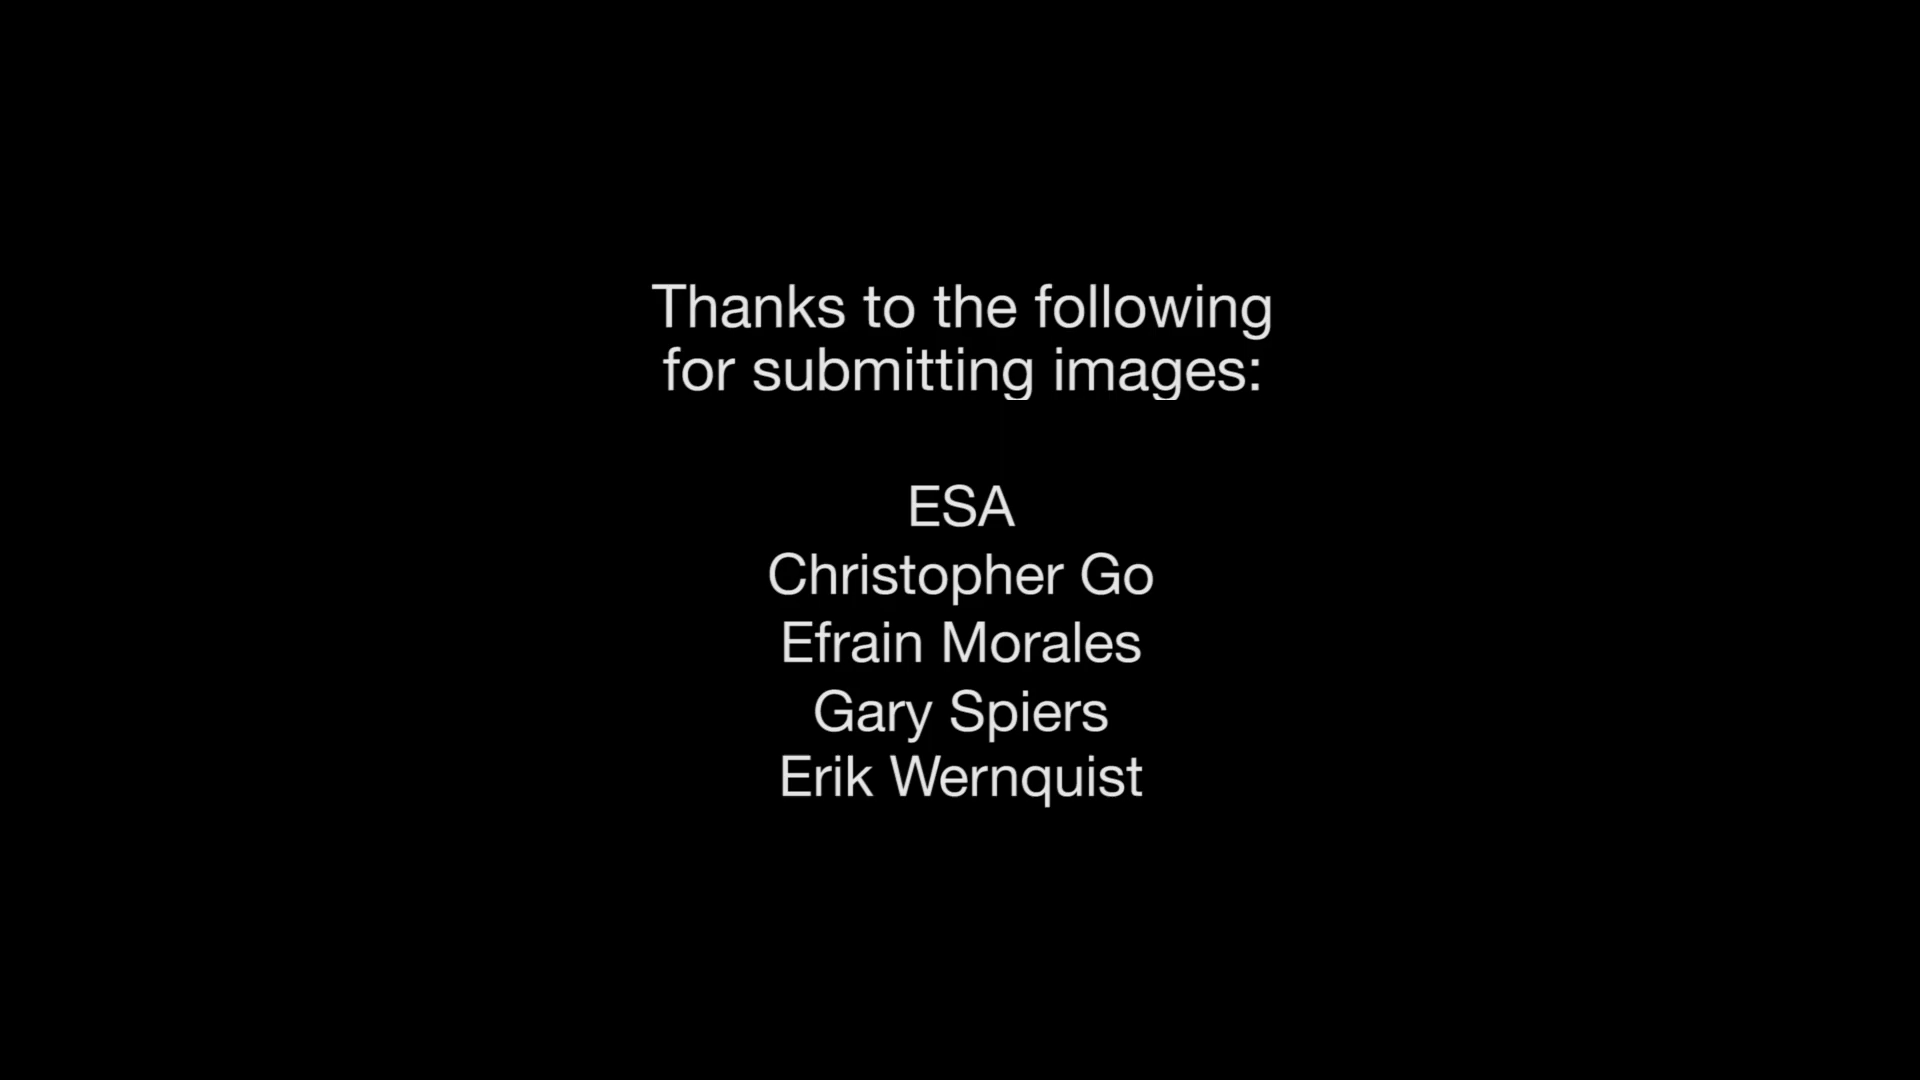 Thanks to the following
for submitting images:
ESA
Christopher Go
Efrain Morales
Gary Spiers
Erik Wernquist